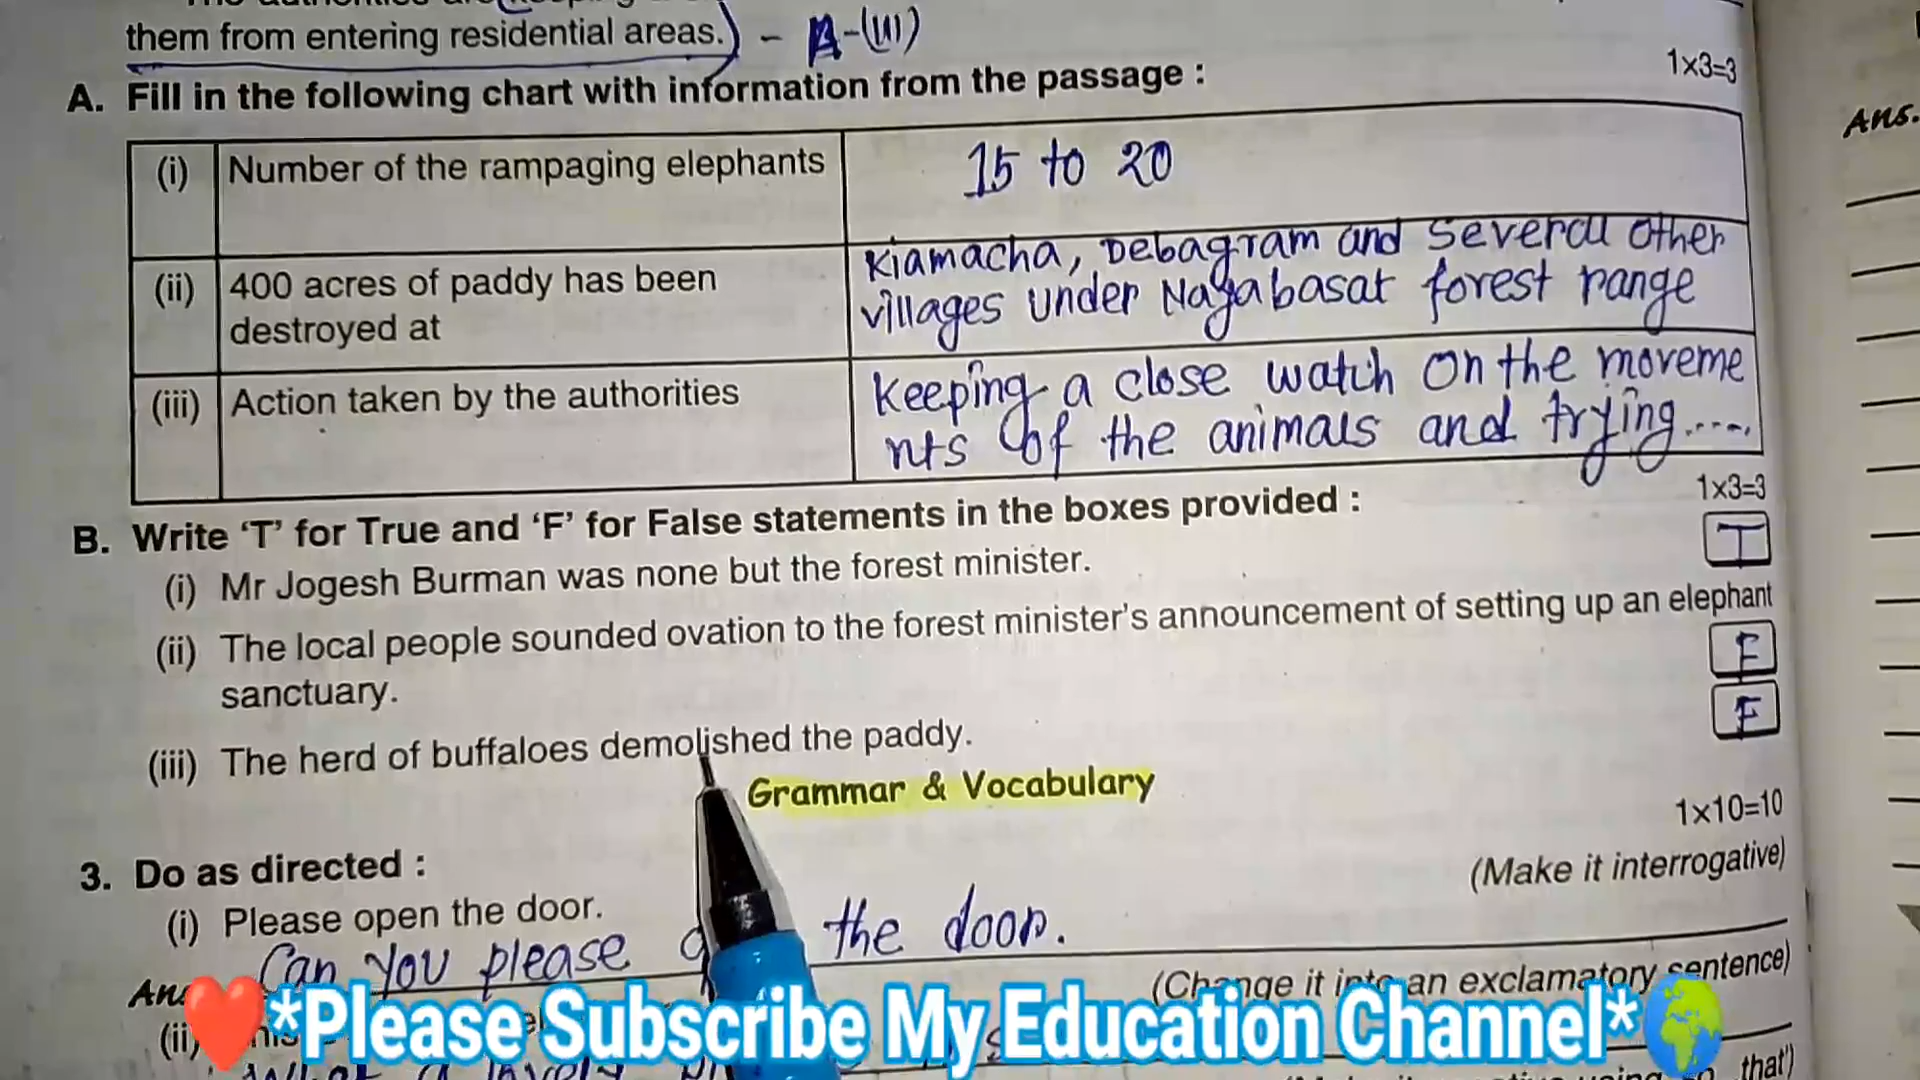 them from entering residential areas. - A-(iii)
A. Fill in the following chart with information from the passage : 1×3=3
Ans.
(i) Number of the rampaging elephants 15 to 20
(ii) 400 acres of paddy has been destroyed at Kiamacha, Debagram and Several other
villages under Nayabasat forest range
(iii) Action taken by the authorities Keeping a close watch on the moveme
nts of the animals and trying.....
B. Write ‘T’ for True and ‘F’ for False statements in the boxes provided : 1×3=3
(i) Mr Jogesh Burman was none but the forest minister. T
(ii) The local people sounded ovation to the forest minister’s announcement of setting up an elephant
sanctuary. F
(iii) The herd of buffaloes demolished the paddy. F
Grammar & Vocabulary
1×10=10
3. Do as directed :
(i) Please open the door. (Make it interrogative)
Ans Can you please the door.
(ii) (Change it into an exclamatory sentence)
*Please Subscribe My Education Channel*
that’)